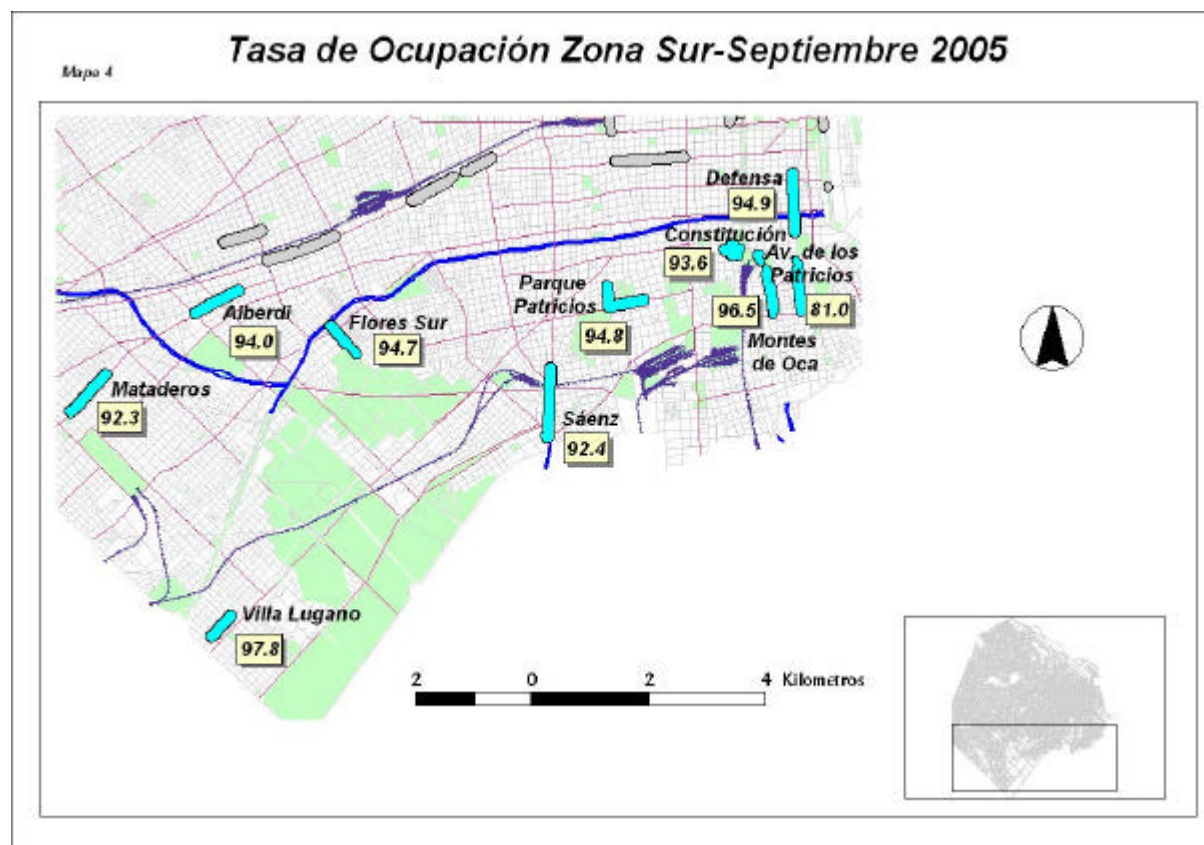 Tasa de Ocupación Zona Sur-Septiembre 2005
Mapa 4
Defensa
94.9
Constitución
93.6
Av. de los
Patricios
81.0
Parque
Patricios
94.8
96.5
Montes
de Oca
Alberdi
94.0
Flores Sur
94.7
Mataderos
92.3
Sáenz
92.4
Villa Lugano
97.8
2 0 2 4 Kilometros